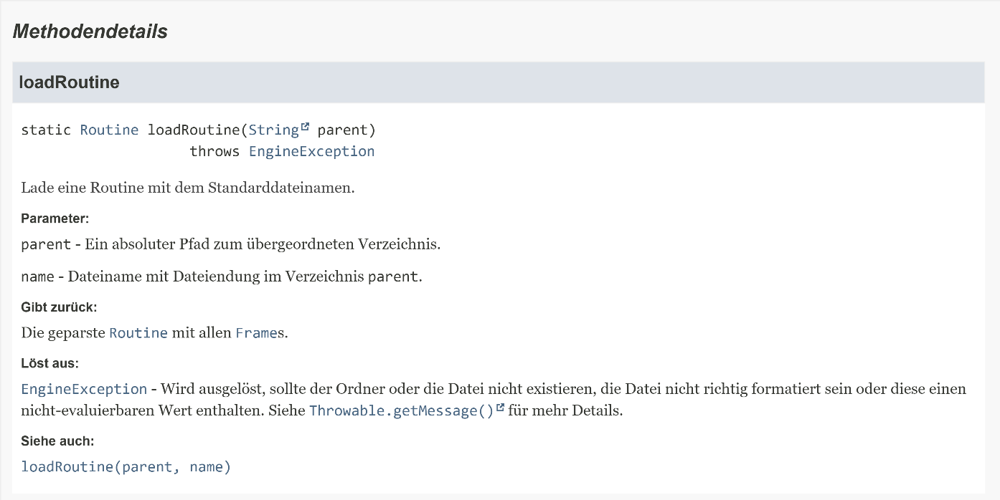 Methodendetails
loadRoutine
static Routine loadRoutine(String parent)
throws EngineException
Lade eine Routine mit dem Standarddateinamen.
Parameter:
parent - Ein absoluter Pfad zum übergeordneten Verzeichnis.
name - Dateiname mit Dateiendung im Verzeichnis parent.
Gibt zurück:
Die geparste Routine mit allen Frames.
Löst aus:
EngineException - Wird ausgelöst, sollte der Ordner oder die Datei nicht existieren, die Datei nicht richtig formatiert sein oder diese einen
nicht-evaluierbaren Wert enthalten. Siehe Throwable.getMessage() für mehr Details.
Siehe auch:
loadRoutine(parent, name)